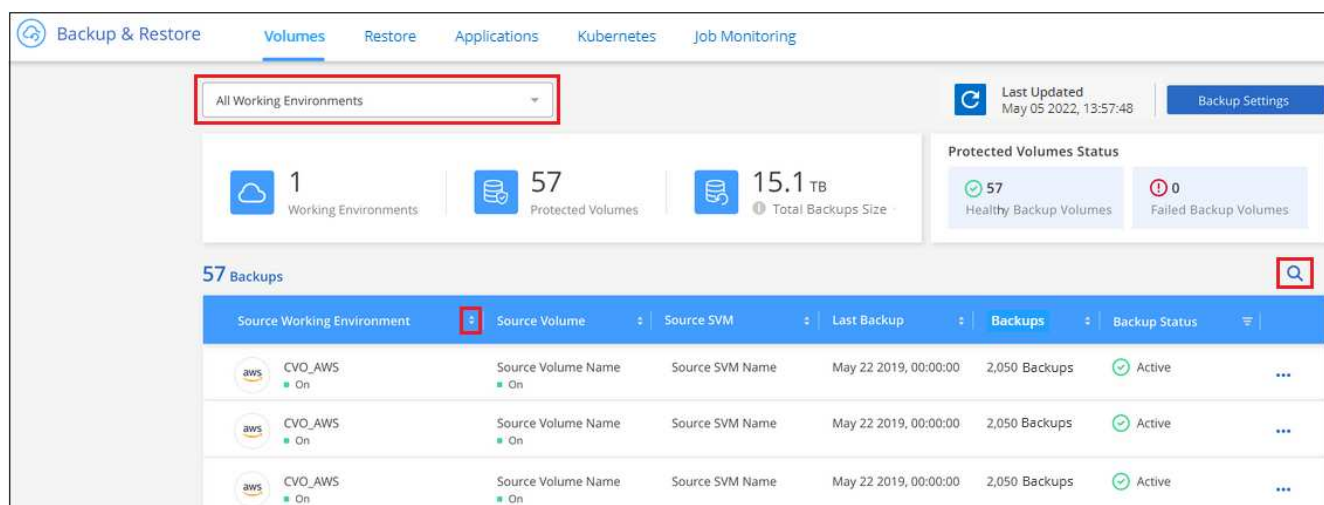 Backup & Restore Volumes Restore Applications Kubernetes Job Monitoring
All Working Environments
Last Updated
May 05 2022, 13:57:48
Backup Settings
1
Working Environments
57
Protected Volumes
15.1 TB
Total Backups Size
Protected Volumes Status
57
Healthy Backup Volumes
0
Failed Backup Volumes
57 Backups
Source Working Environment Source Volume Source SVM Last Backup Backups Backup Status
aws CVO_AWS Source Volume Name Source SVM Name May 22 2019, 00:00:00 2,050 Backups Active
On On
aws CVO_AWS Source Volume Name Source SVM Name May 22 2019, 00:00:00 2,050 Backups Active
On On
aws CVO_AWS Source Volume Name Source SVM Name May 22 2019, 00:00:00 2,050 Backups Active
On On